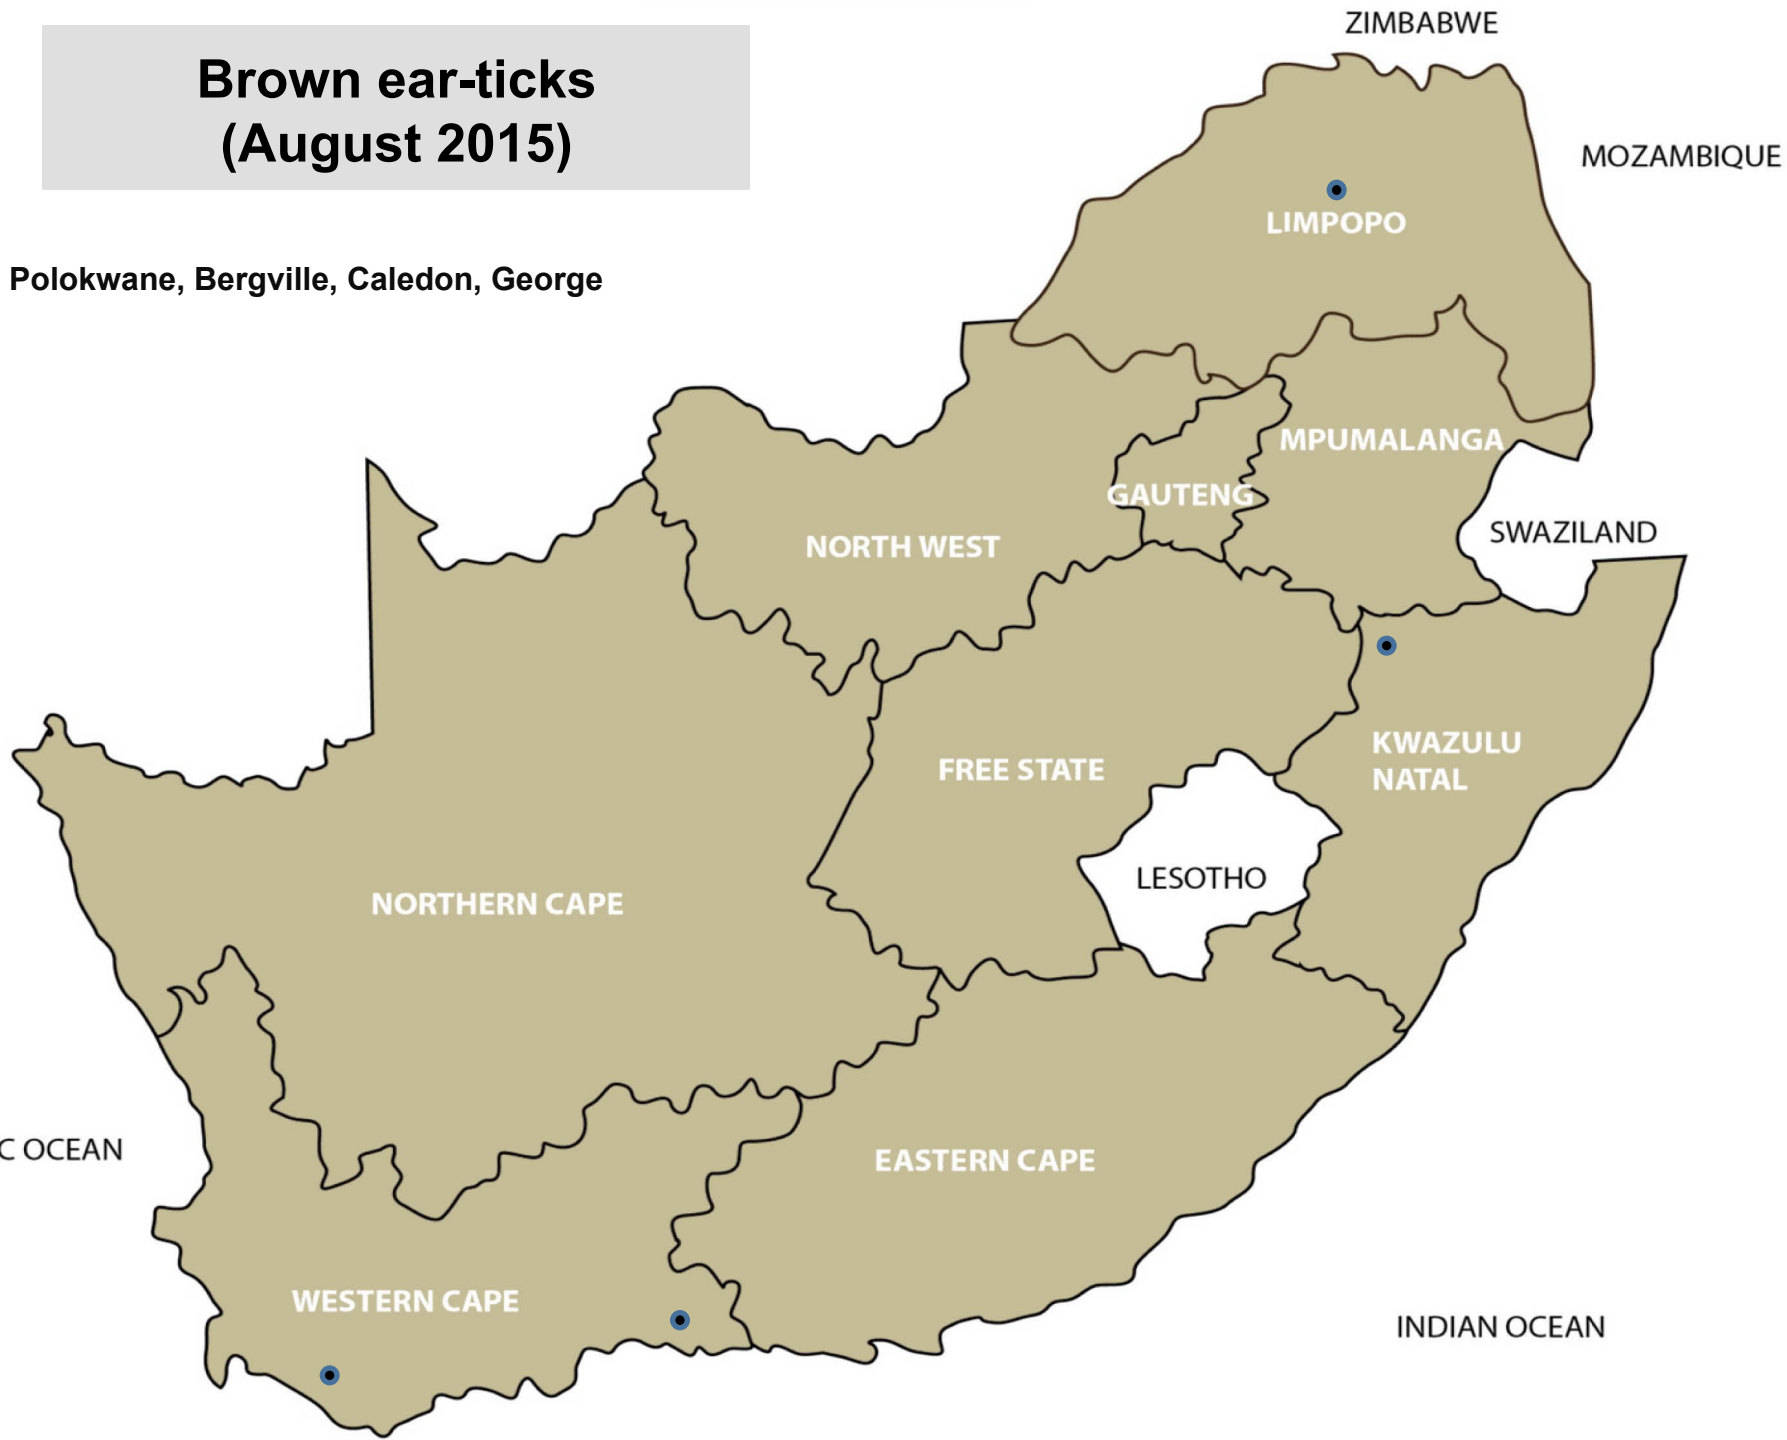 Brown ear-ticks
(August 2015)
Polokwane, Bergville, Caledon, George
ZIMBABWE
MOZAMBIQUE
LIMPOPO
MPUMALANGA
GAUTENG
SWAZILAND
NORTH WEST
KWAZULU
NATAL
FREE STATE
LESOTHO
NORTHERN CAPE
C OCEAN
EASTERN CAPE
WESTERN CAPE
INDIAN OCEAN